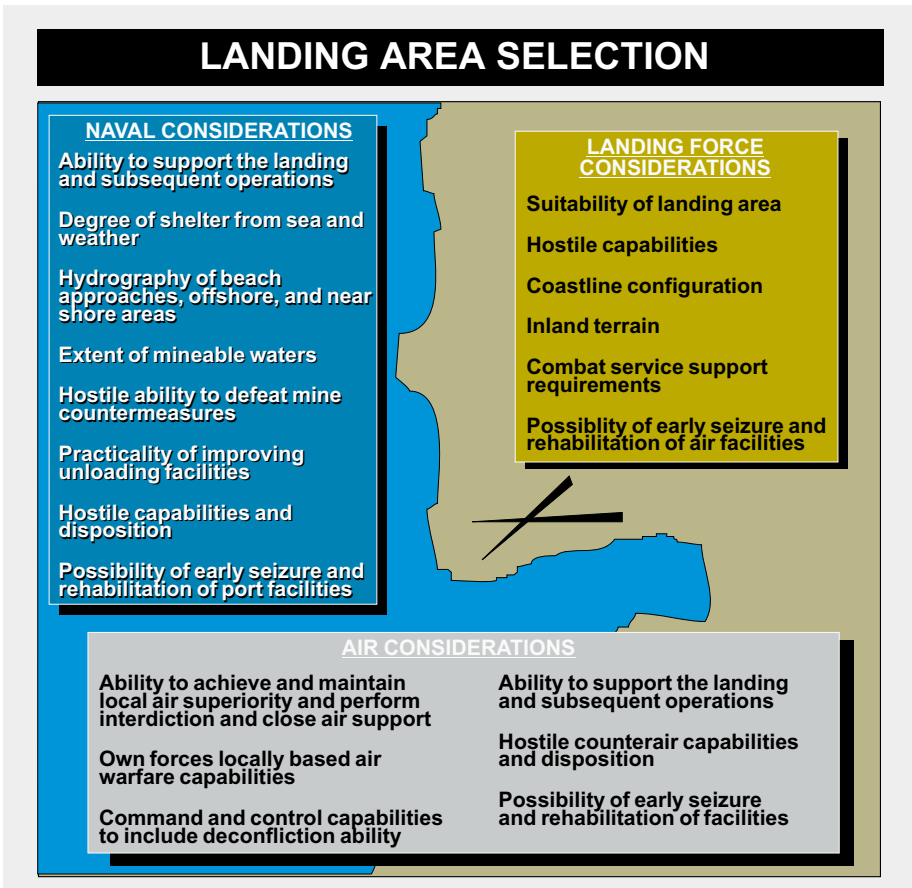 LANDING AREA SELECTION
NAVAL CONSIDERATIONS
Ability to support the landing
and subsequent operations
Degree of shelter from sea and
weather
Hydrography of beach
approaches, offshore, and near
shore areas
Extent of mineable waters
Hostile ability to defeat mine
countermeasures
Practicality of improving
unloading facilities
Hostile capabilities and
disposition
Possibility of early seizure and
rehabilitation of port facilities
LANDING FORCE
CONSIDERATIONS
Suitability of landing area
Hostile capabilities
Coastline configuration
Inland terrain
Combat service support
requirements
Possiblity of early seizure and
rehabilitation of air facilities
AIR CONSIDERATIONS
Ability to achieve and maintain
local air superiority and perform
interdiction and close air support
Own forces locally based air
warfare capabilities
Command and control capabilities
to include deconfliction ability
Ability to support the landing
and subsequent operations
Hostile counterair capabilities
and disposition
Possibility of early seizure
and rehabilitation of facilities